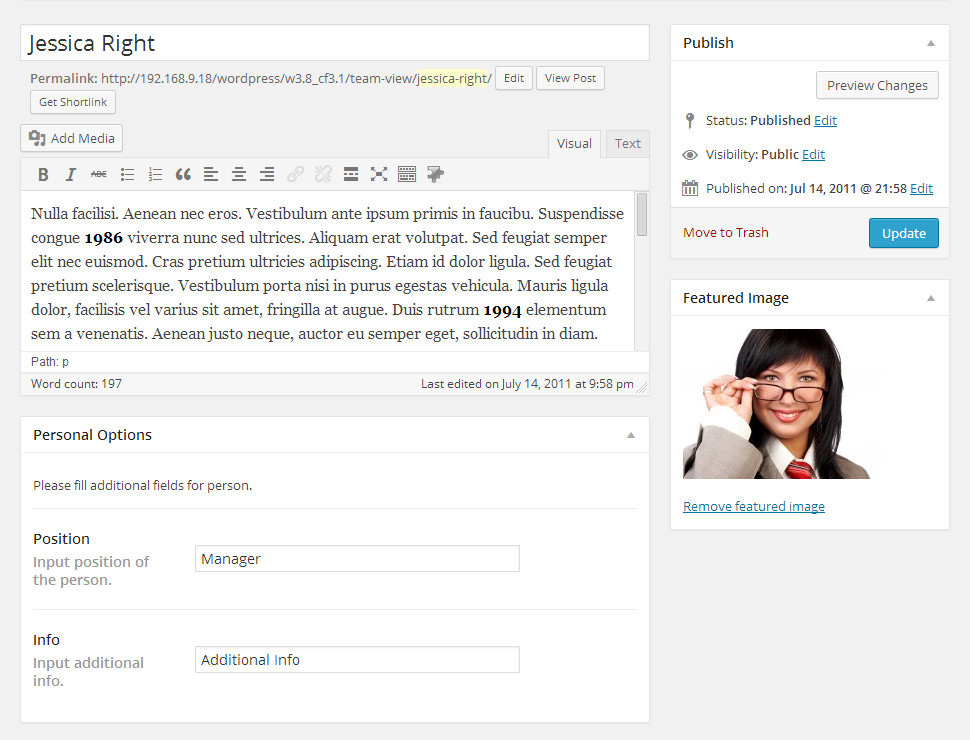 Jessica Right
Permalink: http://192.168.9.18/wordpress/w3.8_cf3.1/team-view/jessica-right/ Edit View Post
Get Shortlink
Add Media
Visual Text
B I ABC
Nulla facilisi. Aenean nec eros. Vestibulum ante ipsum primis in faucibu. Suspendisse
congue 1986 viverra nunc sed ultrices. Aliquam erat volutpat. Sed feugiat semper
elit nec euismod. Cras pretium ultricies adipiscing. Etiam id dolor ligula. Sed feugiat
pretium scelerisque. Vestibulum porta nisi in purus egestas vehicula. Mauris ligula
dolor, facilisis vel varius sit amet, fringilla at augue. Duis rutrum 1994 elementum
sem a venenatis. Aenean justo neque, auctor eu semper eget, sollicitudin in diam.
Path: p
Word count: 197 Last edited on July 14, 2011 at 9:58 pm
Personal Options
Please fill additional fields for person.
Position
Input position of
the person.
Manager
Info
Input additional
info.
Additional Info
Publish
Preview Changes
Status: Published Edit
Visibility: Public Edit
Published on: Jul 14, 2011 @ 21:58 Edit
Move to Trash Update
Featured Image
Remove featured image